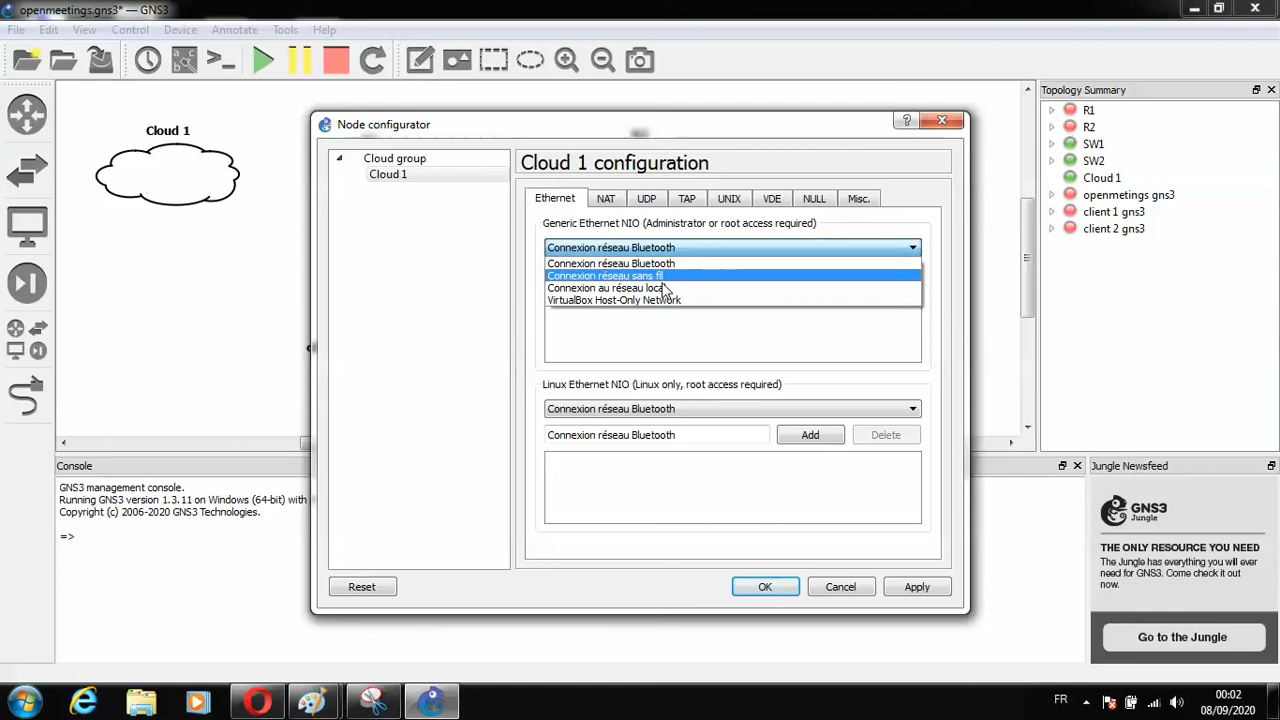 openmeetings.gns3* — GNS3
File Edit View Control Device Annotate Tools Help
Cloud 1
Node configurator
Cloud group
Cloud 1
Cloud 1 configuration
Ethernet NAT UDP TAP UNIX VDE NULL Misc.
Generic Ethernet NIO (Administrator or root access required)
Connexion réseau Bluetooth
Connexion réseau Bluetooth
Connexion réseau sans fil
Connexion au réseau loca
VirtualBox Host-Only Network
Linux Ethernet NIO (Linux only, root access required)
Connexion réseau Bluetooth
Connexion réseau Bluetooth Add Delete
Reset OK Cancel Apply
Topology Summary
R1
R2
SW1
SW2
Cloud 1
openmetings gns3
client 1 gns3
client 2 gns3
Console
GNS3 management console.
Running GNS3 version 1.3.11 on Windows (64-bit) with
Copyright (c) 2006-2020 GNS3 Technologies.
=>
Jungle Newsfeed
GNS3
Jungle
THE ONLY RESOURCE YOU NEED
The Jungle has everything you will ever
need for GNS3. Come check it out
now.
Go to the Jungle
FR
00:02
08/09/2020